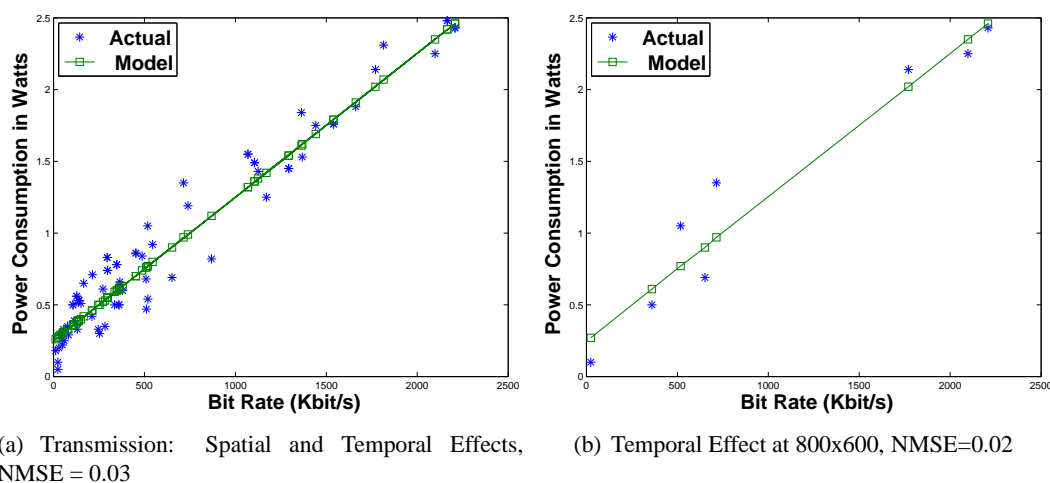 2.5
2
1.5
1
0.5
0
Power Consumption in Watts
Actual
Model
0 500 1000 1500 2000 2500
Bit Rate (Kbit/s)
(a) Transmission: Spatial and Temporal Effects,
NMSE = 0.03
2.5
2
1.5
1
0.5
0
Power Consumption in Watts
Actual
Model
0 500 1000 1500 2000 2500
Bit Rate (Kbit/s)
(b) Temporal Effect at 800x600, NMSE=0.02